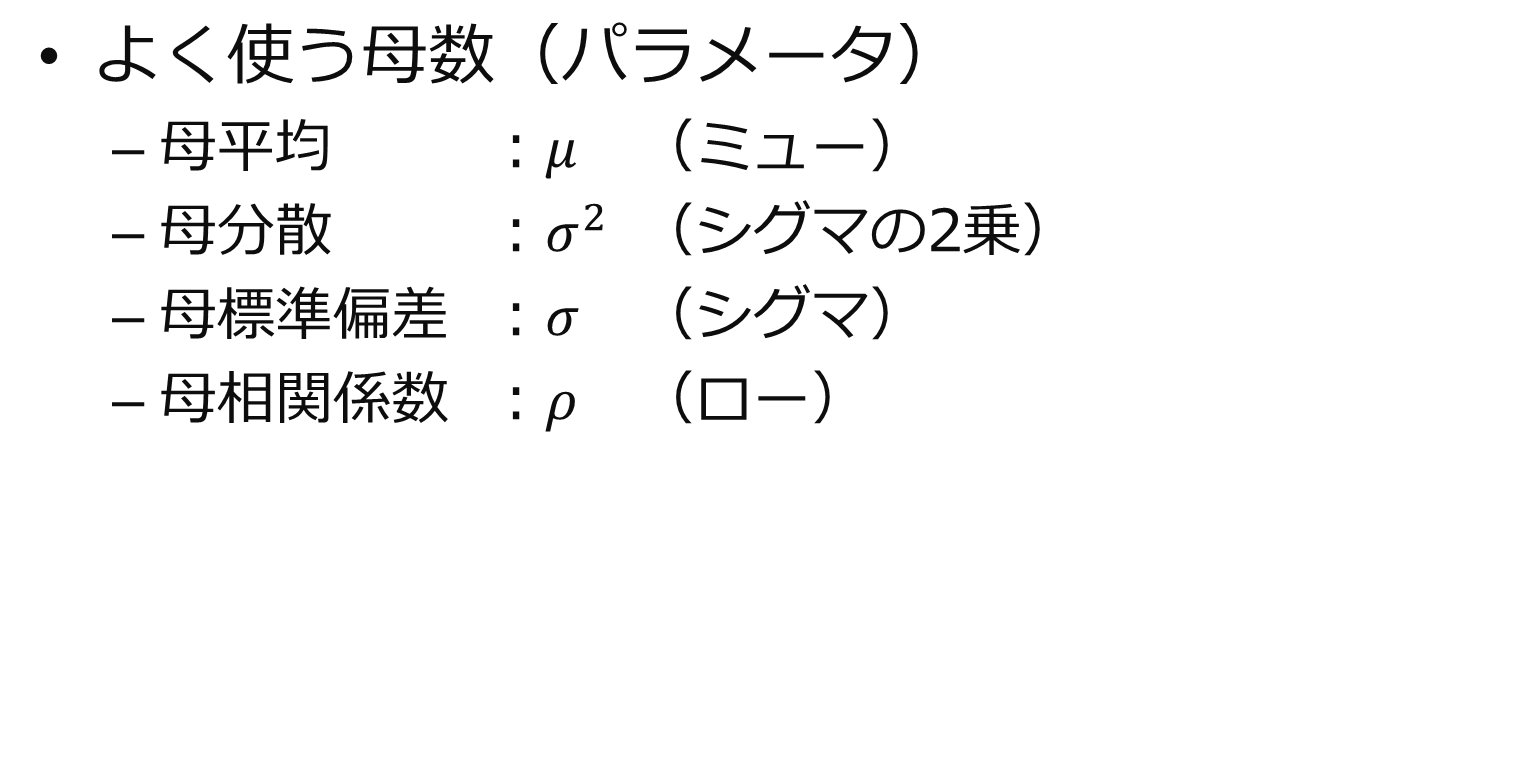 • よく使う母数（パラメータ）
– 母平均　　　：μ　（ミュー）
– 母分散　　　：σ²　（シグマの2乗）
– 母標準偏差　：σ　（シグマ）
– 母相関係数　：ρ　（ロー）